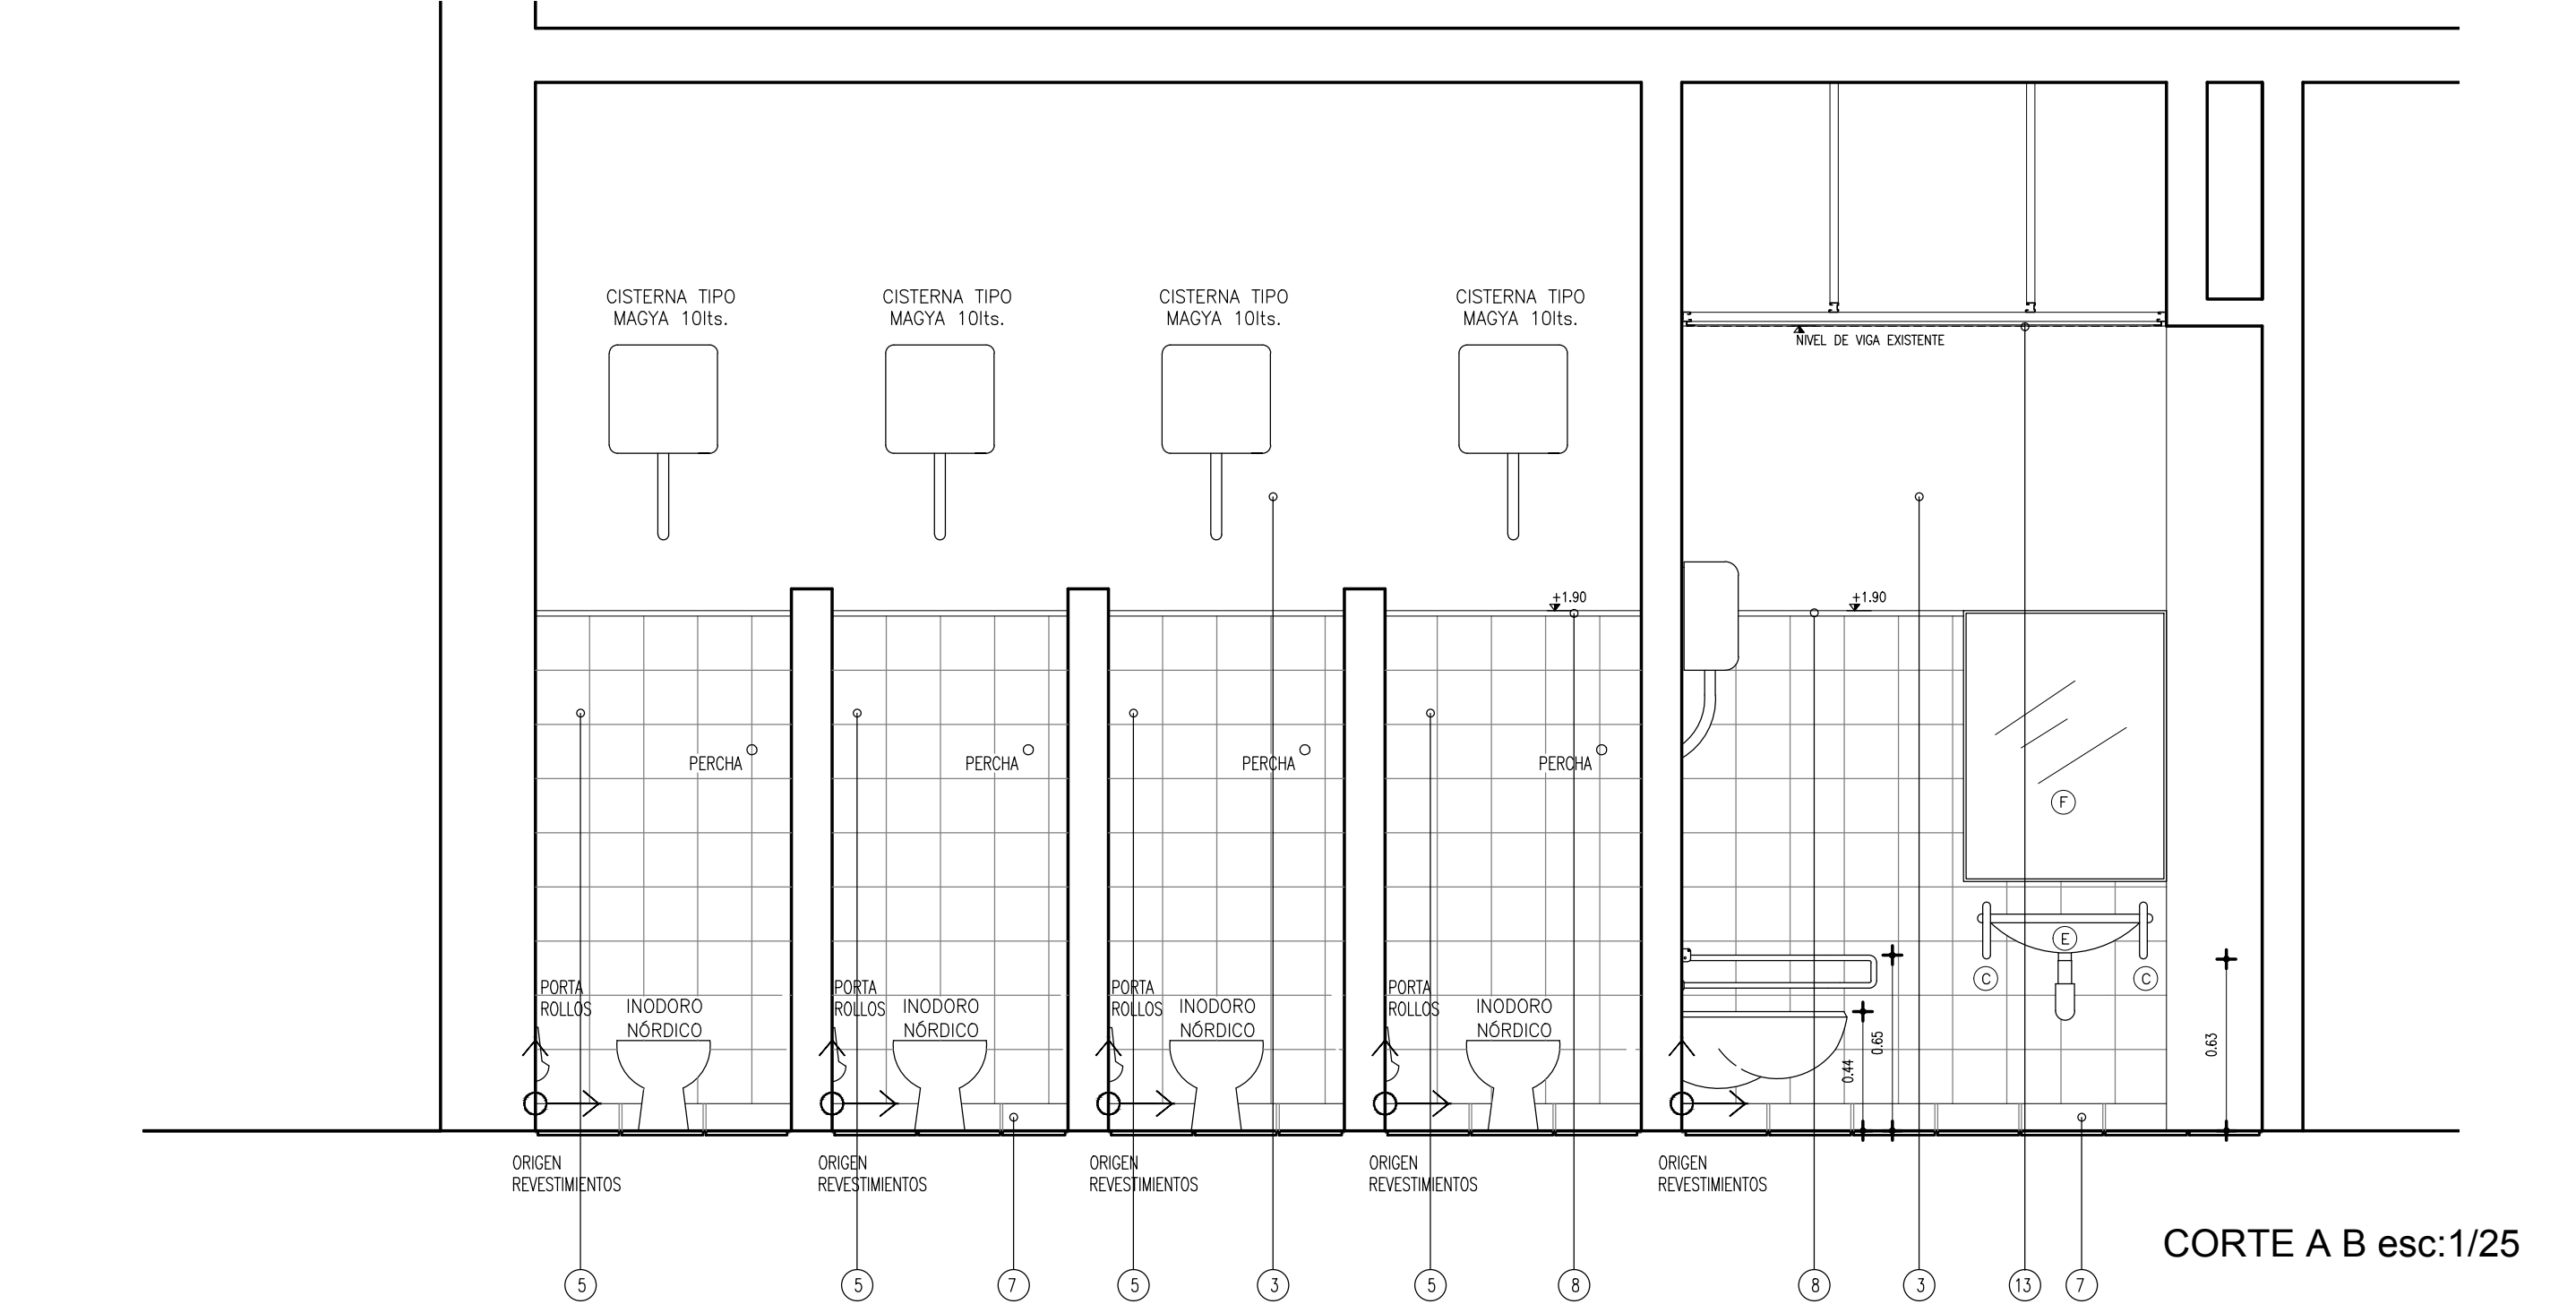 CISTERNA TIPO
MAGYA 10lts.
CISTERNA TIPO
MAGYA 10lts.
CISTERNA TIPO
MAGYA 10lts.
CISTERNA TIPO
MAGYA 10lts.
NIVEL DE VIGA EXISTENTE
+1.90
+1.90
PERCHA
PERCHA
PERCHA
PERCHA
F
E
C
C
PORTA
ROLLOS
INODORO
NÓRDICO
PORTA
ROLLOS
INODORO
NÓRDICO
PORTA
ROLLOS
INODORO
NÓRDICO
PORTA
ROLLOS
INODORO
NÓRDICO
0.44
0.65
0.63
ORIGEN
REVESTIMIENTOS
ORIGEN
REVESTIMIENTOS
ORIGEN
REVESTIMIENTOS
ORIGEN
REVESTIMIENTOS
ORIGEN
REVESTIMIENTOS
CORTE A B esc:1/25
5
5
7
5
3
5
8
8
3
13
7